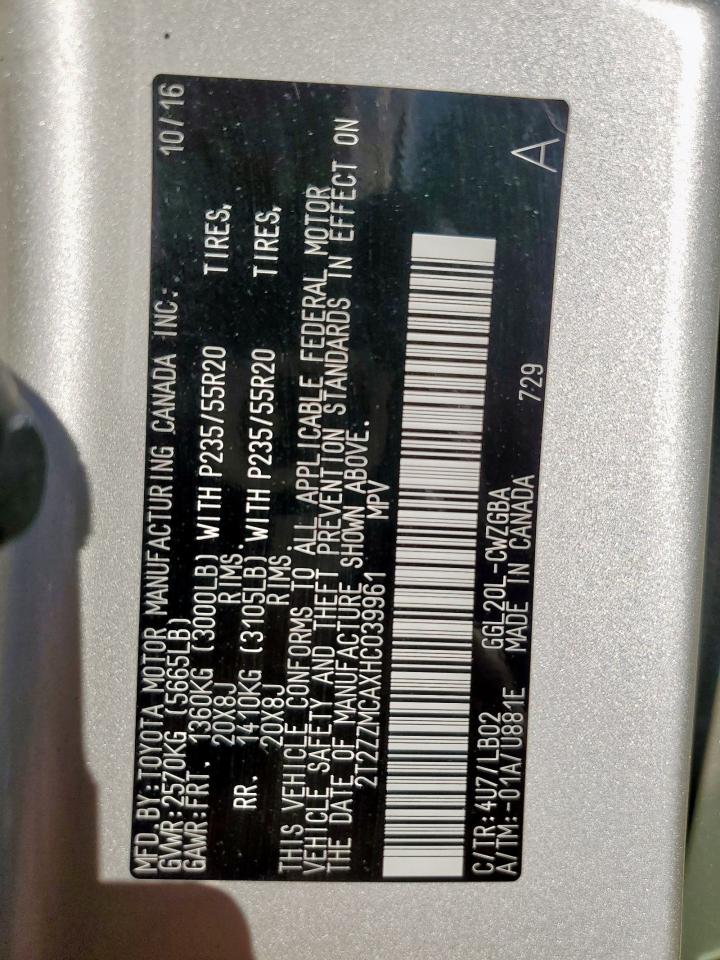 MFD. BY: TOYOTA MOTOR MANUFACTURING CANADA INC. 10/16
GVWR:2570KG (5665LB)
GAWR:FRT. 1360KG (3000LB) WITH P235/55R20 TIRES,
20X8J RIMS.
RR. 1410KG (3105LB) WITH P235/55R20 TIRES,
20X8J RIMS.
THIS VEHICLE CONFORMS TO ALL APPLICABLE FEDERAL MOTOR
VEHICLE SAFETY AND THEFT PREVENTION STANDARDS IN EFFECT ON
THE DATE OF MANUFACTURE SHOWN ABOVE.
2T2ZZMCAXHC039961 MPV
C/TR:4U7/LB02 GGL20L-CWZGBA
A/TM:-01A/U881E MADE IN CANADA 729 A